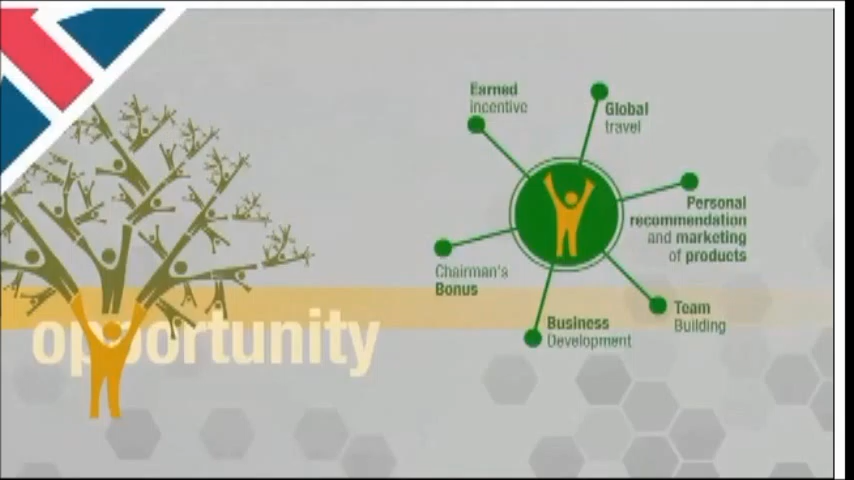 Earned
incentive
Global
travel
Personal
recommendation
and marketing
of products
Chairman's
Bonus
Team
Building
Business
Development
opportunity